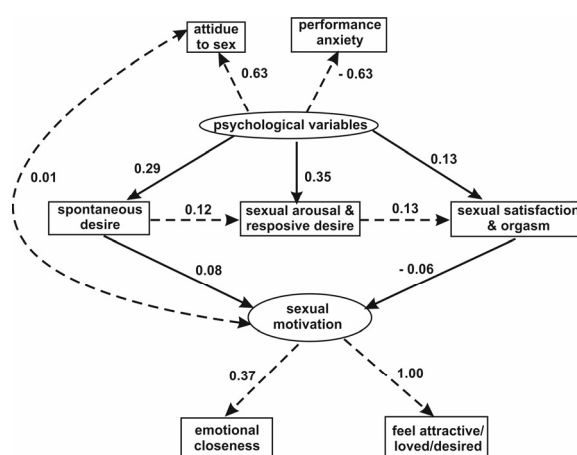 attidue
to sex
performance
anxiety
0.63
- 0.63
psychological variables
0.01
0.29
0.35
0.13
spontaneous
desire
0.12
sexual arousal &
resposive desire
0.13
sexual satisfaction
& orgasm
0.08
- 0.06
sexual
motivation
0.37
1.00
emotional
closeness
feel attractive/
loved/desired